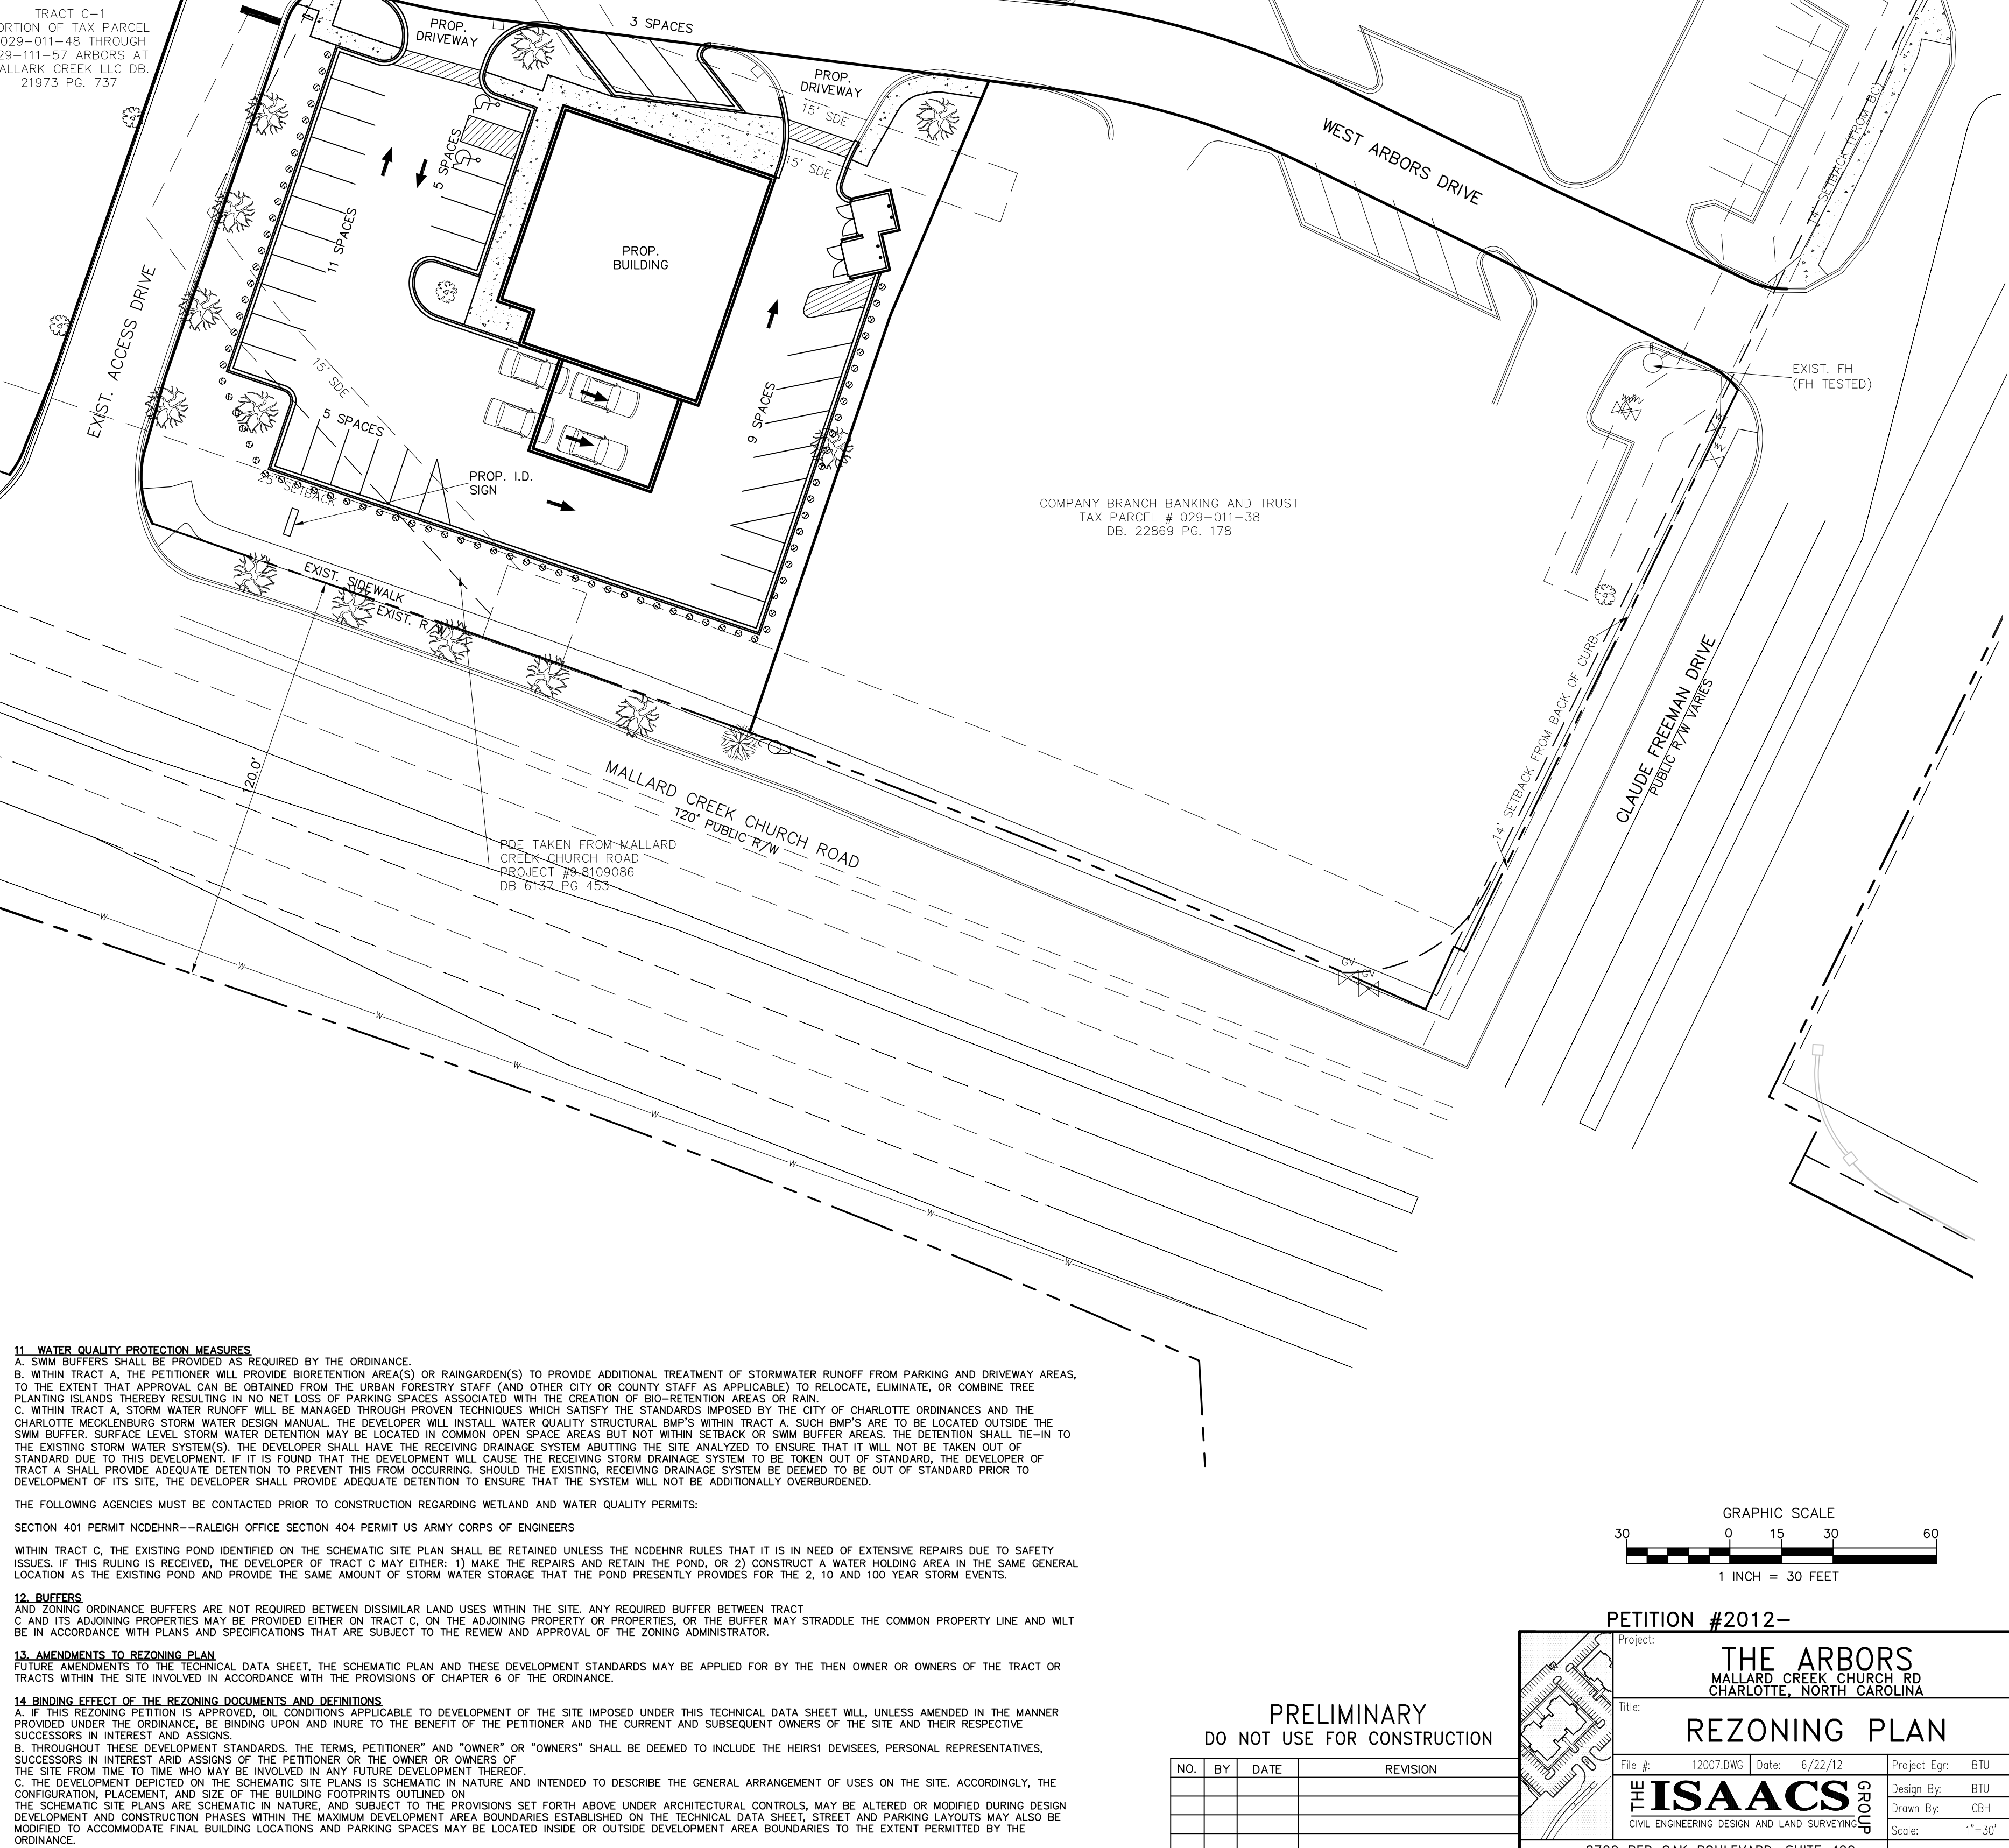 TRACT C-1
ORTION OF TAX PARCEL
029-011-48 THROUGH
29-111-57 ARBORS AT
ALLARK CREEK LLC DB.
21973 PG. 737
PROP.
DRIVEWAY
3 SPACES
PROP.
DRIVEWAY
15' SDE
15' SDE
5 SPACES
11 SPACES
PROP.
BUILDING
WEST ARBORS DRIVE
14' SETBACK (FROM BC)
EXIST. ACCESS DRIVE
15' SDE
5 SPACES
9 SPACES
25' SETBACK
PROP. I.D.
SIGN
EXIST. FH
(FH TESTED)
WV
WV
WV
COMPANY BRANCH BANKING AND TRUST
TAX PARCEL # 029-011-38
DB. 22869 PG. 178
EXIST. SIDEWALK
EXIST. R/W
120.0'
MALLARD CREEK CHURCH ROAD
120' PUBLIC R/W
PDE TAKEN FROM MALLARD
CREEK CHURCH ROAD
PROJECT #9.8109086
DB 6137 PG 453
14' SETBACK FROM BACK OF CURB
CLAUDE FREEMAN DRIVE
PUBLIC R/W VARIES
GV
GV
W
W
W
W
W
W
W
W
11 WATER QUALITY PROTECTION MEASURES
A. SWIM BUFFERS SHALL BE PROVIDED AS REQUIRED BY THE ORDINANCE.
B. WITHIN TRACT A, THE PETITIONER WILL PROVIDE BIORETENTION AREA(S) OR RAINGARDEN(S) TO PROVIDE ADDITIONAL TREATMENT OF STORMWATER RUNOFF FROM PARKING AND DRIVEWAY AREAS,
TO THE EXTENT THAT APPROVAL CAN BE OBTAINED FROM THE URBAN FORESTRY STAFF (AND OTHER CITY OR COUNTY STAFF AS APPLICABLE) TO RELOCATE, ELIMINATE, OR COMBINE TREE
PLANTING ISLANDS THEREBY RESULTING IN NO NET LOSS OF PARKING SPACES ASSOCIATED WITH THE CREATION OF BIO-RETENTION AREAS OR RAIN.
C. WITHIN TRACT A, STORM WATER RUNOFF WILL BE MANAGED THROUGH PROVEN TECHNIQUES WHICH SATISFY THE STANDARDS IMPOSED BY THE CITY OF CHARLOTTE ORDINANCES AND THE
CHARLOTTE MECKLENBURG STORM WATER DESIGN MANUAL. THE DEVELOPER WILL INSTALL WATER QUALITY STRUCTURAL BMP'S WITHIN TRACT A. SUCH BMP'S ARE TO BE LOCATED OUTSIDE THE
SWIM BUFFER. SURFACE LEVEL STORM WATER DETENTION MAY BE LOCATED IN COMMON OPEN SPACE AREAS BUT NOT WITHIN SETBACK OR SWIM BUFFER AREAS. THE DETENTION SHALL TIE-IN TO
THE EXISTING STORM WATER SYSTEM(S). THE DEVELOPER SHALL HAVE THE RECEIVING DRAINAGE SYSTEM ABUTTING THE SITE ANALYZED TO ENSURE THAT IT WILL NOT BE TAKEN OUT OF
STANDARD DUE TO THIS DEVELOPMENT. IF IT IS FOUND THAT THE DEVELOPMENT WILL CAUSE THE RECEIVING STORM DRAINAGE SYSTEM TO BE TOKEN OUT OF STANDARD, THE DEVELOPER OF
TRACT A SHALL PROVIDE ADEQUATE DETENTION TO PREVENT THIS FROM OCCURRING. SHOULD THE EXISTING, RECEIVING DRAINAGE SYSTEM BE DEEMED TO BE OUT OF STANDARD PRIOR TO
DEVELOPMENT OF ITS SITE, THE DEVELOPER SHALL PROVIDE ADEQUATE DETENTION TO ENSURE THAT THE SYSTEM WILL NOT BE ADDITIONALLY OVERBURDENED.
THE FOLLOWING AGENCIES MUST BE CONTACTED PRIOR TO CONSTRUCTION REGARDING WETLAND AND WATER QUALITY PERMITS:
SECTION 401 PERMIT NCDEHNR--RALEIGH OFFICE SECTION 404 PERMIT US ARMY CORPS OF ENGINEERS
WITHIN TRACT C, THE EXISTING POND IDENTIFIED ON THE SCHEMATIC SITE PLAN SHALL BE RETAINED UNLESS THE NCDEHNR RULES THAT IT IS IN NEED OF EXTENSIVE REPAIRS DUE TO SAFETY
ISSUES. IF THIS RULING IS RECEIVED, THE DEVELOPER OF TRACT C MAY EITHER: 1) MAKE THE REPAIRS AND RETAIN THE POND, OR 2) CONSTRUCT A WATER HOLDING AREA IN THE SAME GENERAL
LOCATION AS THE EXISTING POND AND PROVIDE THE SAME AMOUNT OF STORM WATER STORAGE THAT THE POND PRESENTLY PROVIDES FOR THE 2, 10 AND 100 YEAR STORM EVENTS.
12. BUFFERS
AND ZONING ORDINANCE BUFFERS ARE NOT REQUIRED BETWEEN DISSIMILAR LAND USES WITHIN THE SITE. ANY REQUIRED BUFFER BETWEEN TRACT
C AND ITS ADJOINING PROPERTIES MAY BE PROVIDED EITHER ON TRACT C, ON THE ADJOINING PROPERTY OR PROPERTIES, OR THE BUFFER MAY STRADDLE THE COMMON PROPERTY LINE AND WILT
BE IN ACCORDANCE WITH PLANS AND SPECIFICATIONS THAT ARE SUBJECT TO THE REVIEW AND APPROVAL OF THE ZONING ADMINISTRATOR.
13. AMENDMENTS TO REZONING PLAN
FUTURE AMENDMENTS TO THE TECHNICAL DATA SHEET, THE SCHEMATIC PLAN AND THESE DEVELOPMENT STANDARDS MAY BE APPLIED FOR BY THE THEN OWNER OR OWNERS OF THE TRACT OR
TRACTS WITHIN THE SITE INVOLVED IN ACCORDANCE WITH THE PROVISIONS OF CHAPTER 6 OF THE ORDINANCE.
14 BINDING EFFECT OF THE REZONING DOCUMENTS AND DEFINITIONS
A. IF THIS REZONING PETITION IS APPROVED, OIL CONDITIONS APPLICABLE TO DEVELOPMENT OF THE SITE IMPOSED UNDER THIS TECHNICAL DATA SHEET WILL, UNLESS AMENDED IN THE MANNER
PROVIDED UNDER THE ORDINANCE, BE BINDING UPON AND INURE TO THE BENEFIT OF THE PETITIONER AND THE CURRENT AND SUBSEQUENT OWNERS OF THE SITE AND THEIR RESPECTIVE
SUCCESSORS IN INTEREST AND ASSIGNS.
B. THROUGHOUT THESE DEVELOPMENT STANDARDS. THE TERMS, PETITIONER" AND "OWNER" OR "OWNERS" SHALL BE DEEMED TO INCLUDE THE HEIRS1 DEVISEES, PERSONAL REPRESENTATIVES,
SUCCESSORS IN INTEREST ARID ASSIGNS OF THE PETITIONER OR THE OWNER OR OWNERS OF
THE SITE FROM TIME TO TIME WHO MAY BE INVOLVED IN ANY FUTURE DEVELOPMENT THEREOF.
C. THE DEVELOPMENT DEPICTED ON THE SCHEMATIC SITE PLANS IS SCHEMATIC IN NATURE AND INTENDED TO DESCRIBE THE GENERAL ARRANGEMENT OF USES ON THE SITE. ACCORDINGLY, THE
CONFIGURATION, PLACEMENT, AND SIZE OF THE BUILDING FOOTPRINTS OUTLINED ON
THE SCHEMATIC SITE PLANS ARE SCHEMATIC IN NATURE, AND SUBJECT TO THE PROVISIONS SET FORTH ABOVE UNDER ARCHITECTURAL CONTROLS, MAY BE ALTERED OR MODIFIED DURING DESIGN
DEVELOPMENT AND CONSTRUCTION PHASES WITHIN THE MAXIMUM DEVELOPMENT AREA BOUNDARIES ESTABLISHED ON THE TECHNICAL DATA SHEET, STREET AND PARKING LAYOUTS MAY ALSO BE
MODIFIED TO ACCOMMODATE FINAL BUILDING LOCATIONS AND PARKING SPACES MAY BE LOCATED INSIDE OR OUTSIDE DEVELOPMENT AREA BOUNDARIES TO THE EXTENT PERMITTED BY THE
ORDINANCE.
GRAPHIC SCALE
30 0 15 30 60
1 INCH = 30 FEET
PETITION #2012-
PRELIMINARY
DO NOT USE FOR CONSTRUCTION
NO. BY DATE REVISION
Project:
THE ARBORS
MALLARD CREEK CHURCH RD
CHARLOTTE, NORTH CAROLINA
Title:
REZONING PLAN
File #: 12007.DWG Date: 6/22/12 Project Egr: BTU
Design By: BTU
Drawn By: CBH
Scale: 1"=30'
THE ISAACS GROUP
CIVIL ENGINEERING DESIGN AND LAND SURVEYING